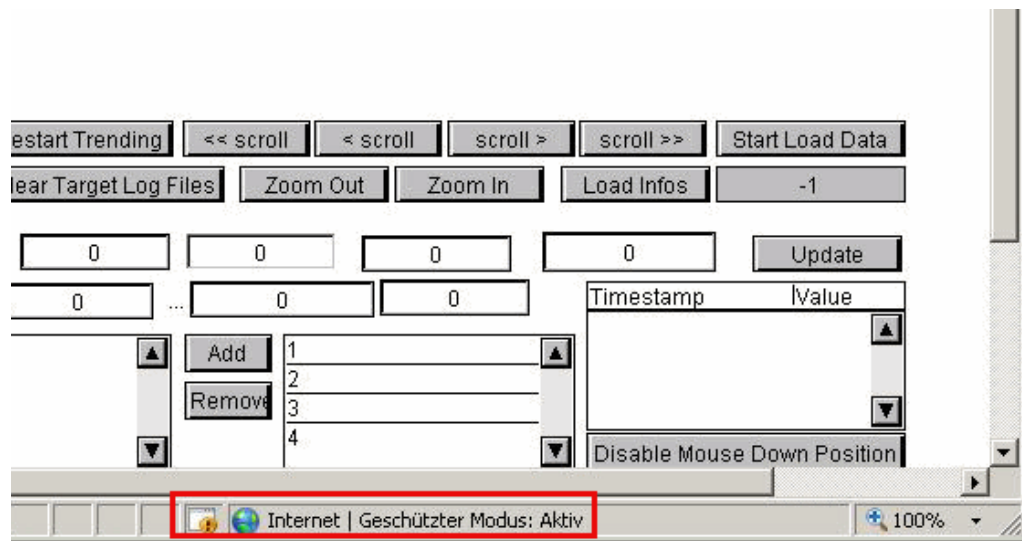 estart Trending << scroll < scroll scroll > scroll >> Start Load Data
lear Target Log Files Zoom Out Zoom In Load Infos -1
0 0 0 0 Update
0 ... 0 0 Timestamp Value
Add 1
2
Remove 3
4
Disable Mouse Down Position
Internet | Geschützter Modus: Aktiv 100%